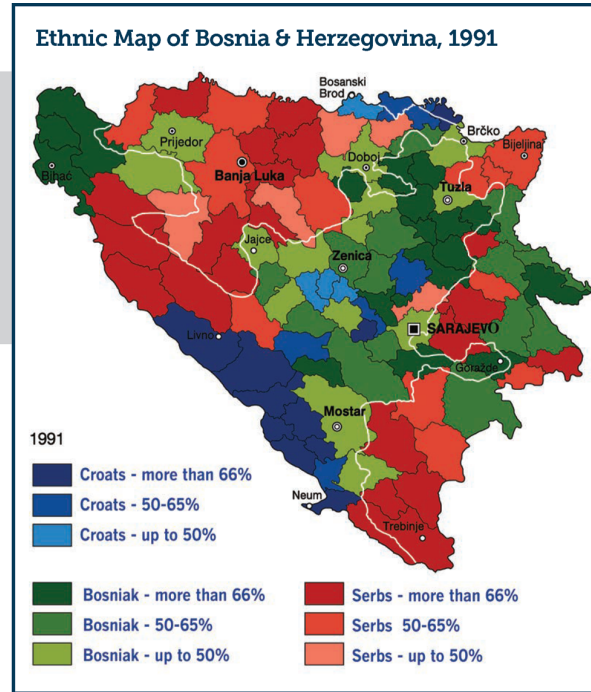 Ethnic Map of Bosnia & Herzegovina, 1991
Bosanski
Brod
Brčko
Prijedor
Bijeljina
Doboj
Bihać
Banja Luka
Tuzla
Jajce
Zenica
SARAJEVO
Livno
Goražde
Mostar
1991
Neum
Trebinje
Croats - more than 66%
Croats - 50-65%
Croats - up to 50%
Bosniak - more than 66%
Bosniak - 50-65%
Bosniak - up to 50%
Serbs - more than 66%
Serbs 50-65%
Serbs - up to 50%